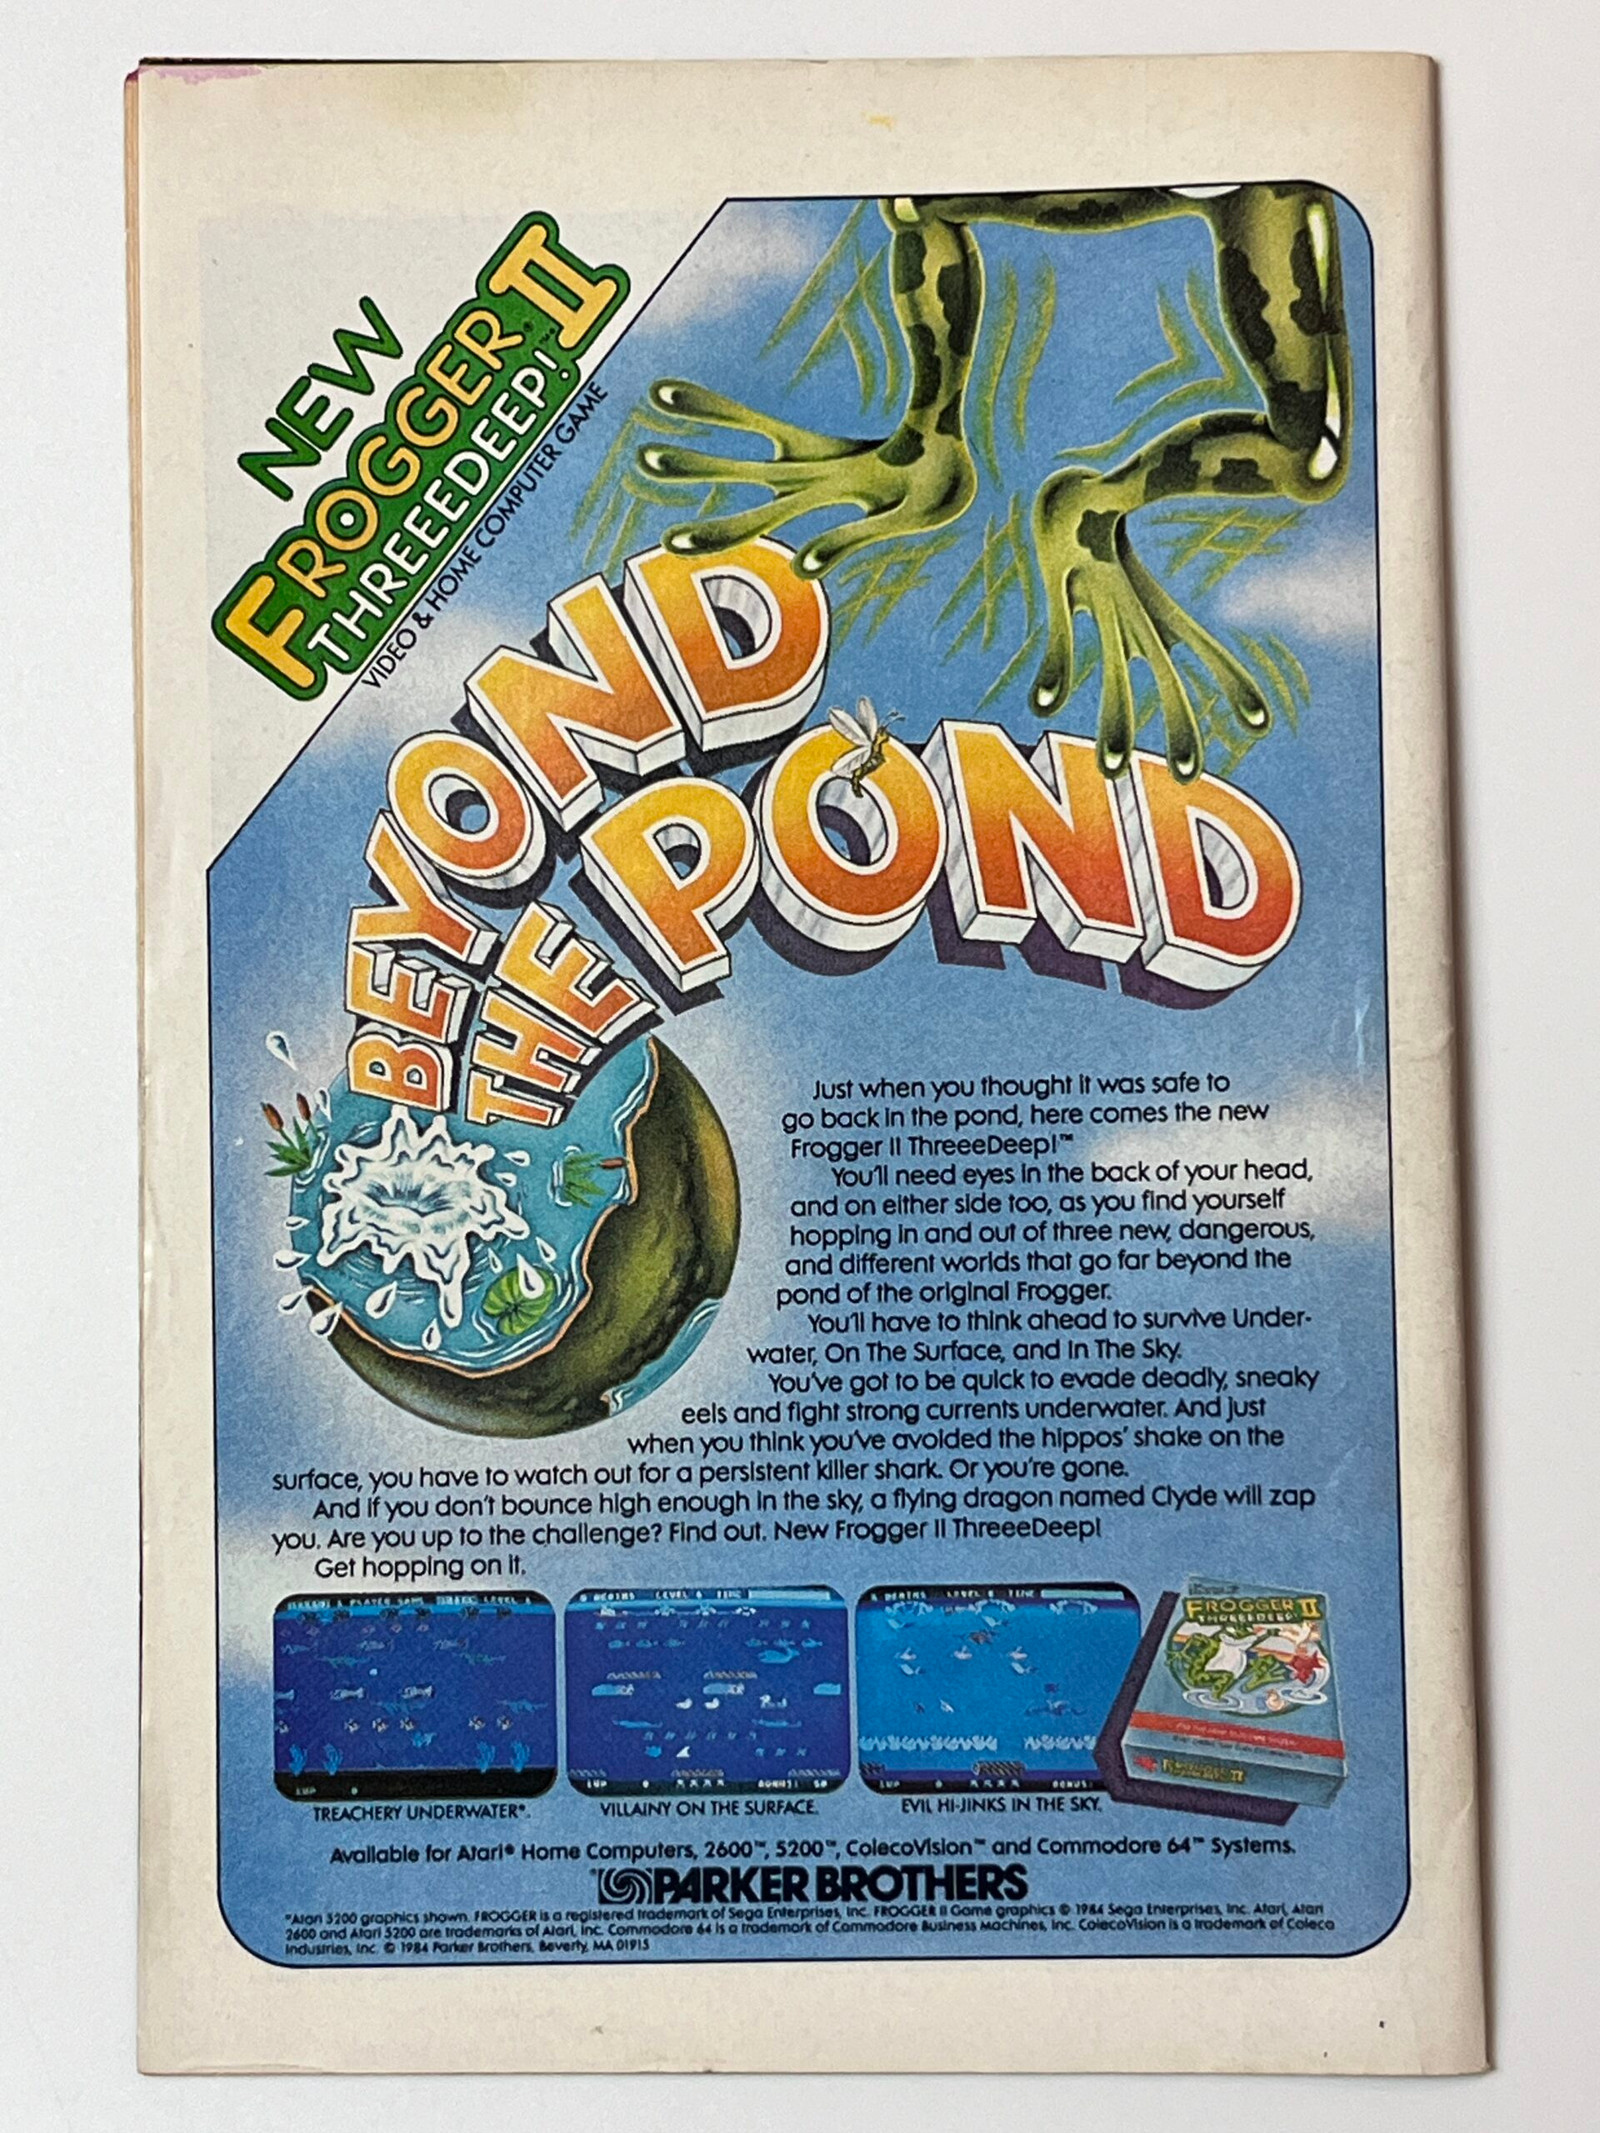 NEW
FROGGER® II
THREEEDEEP!™
VIDEO & HOME COMPUTER GAME
BEYOND
THE POND
Just when you thought it was safe to
go back in the pond, here comes the new
Frogger II ThreeeDeep!™
You'll need eyes in the back of your head,
and on either side too, as you find yourself
hopping in and out of three new, dangerous,
and different worlds that go far beyond the
pond of the original Frogger.
You'll have to think ahead to survive Under-
water, On The Surface, and In The Sky.
You've got to be quick to evade deadly, sneaky
eels and fight strong currents underwater. And just
when you think you've avoided the hippos' shake on the
surface, you have to watch out for a persistent killer shark. Or you're gone.
And if you don't bounce high enough in the sky, a flying dragon named Clyde will zap
you. Are you up to the challenge? Find out. New Frogger II ThreeeDeep!
Get hopping on it.
LEVEL
1UP 0
BONUS: 50
1UP 0
BONUS:
FROGGER II
THREEEDEEP!
TREACHERY UNDERWATER*.
VILLAINY ON THE SURFACE.
EVIL HI-JINKS IN THE SKY.
Available for Atari® Home Computers, 2600™, 5200™, ColecoVision™ and Commodore 64™ Systems.
PARKER BROTHERS
*Atari 5200 graphics shown. FROGGER is a registered trademark of Sega Enterprises, Inc. FROGGER II Game graphics © 1984 Sega Enterprises, Inc. Atari, Atari
2600 and Atari 5200 are trademarks of Atari, Inc. Commodore 64 is a trademark of Commodore Business Machines, Inc. ColecoVision is a trademark of Coleco
Industries, Inc. © 1984 Parker Brothers, Beverly, MA 01915